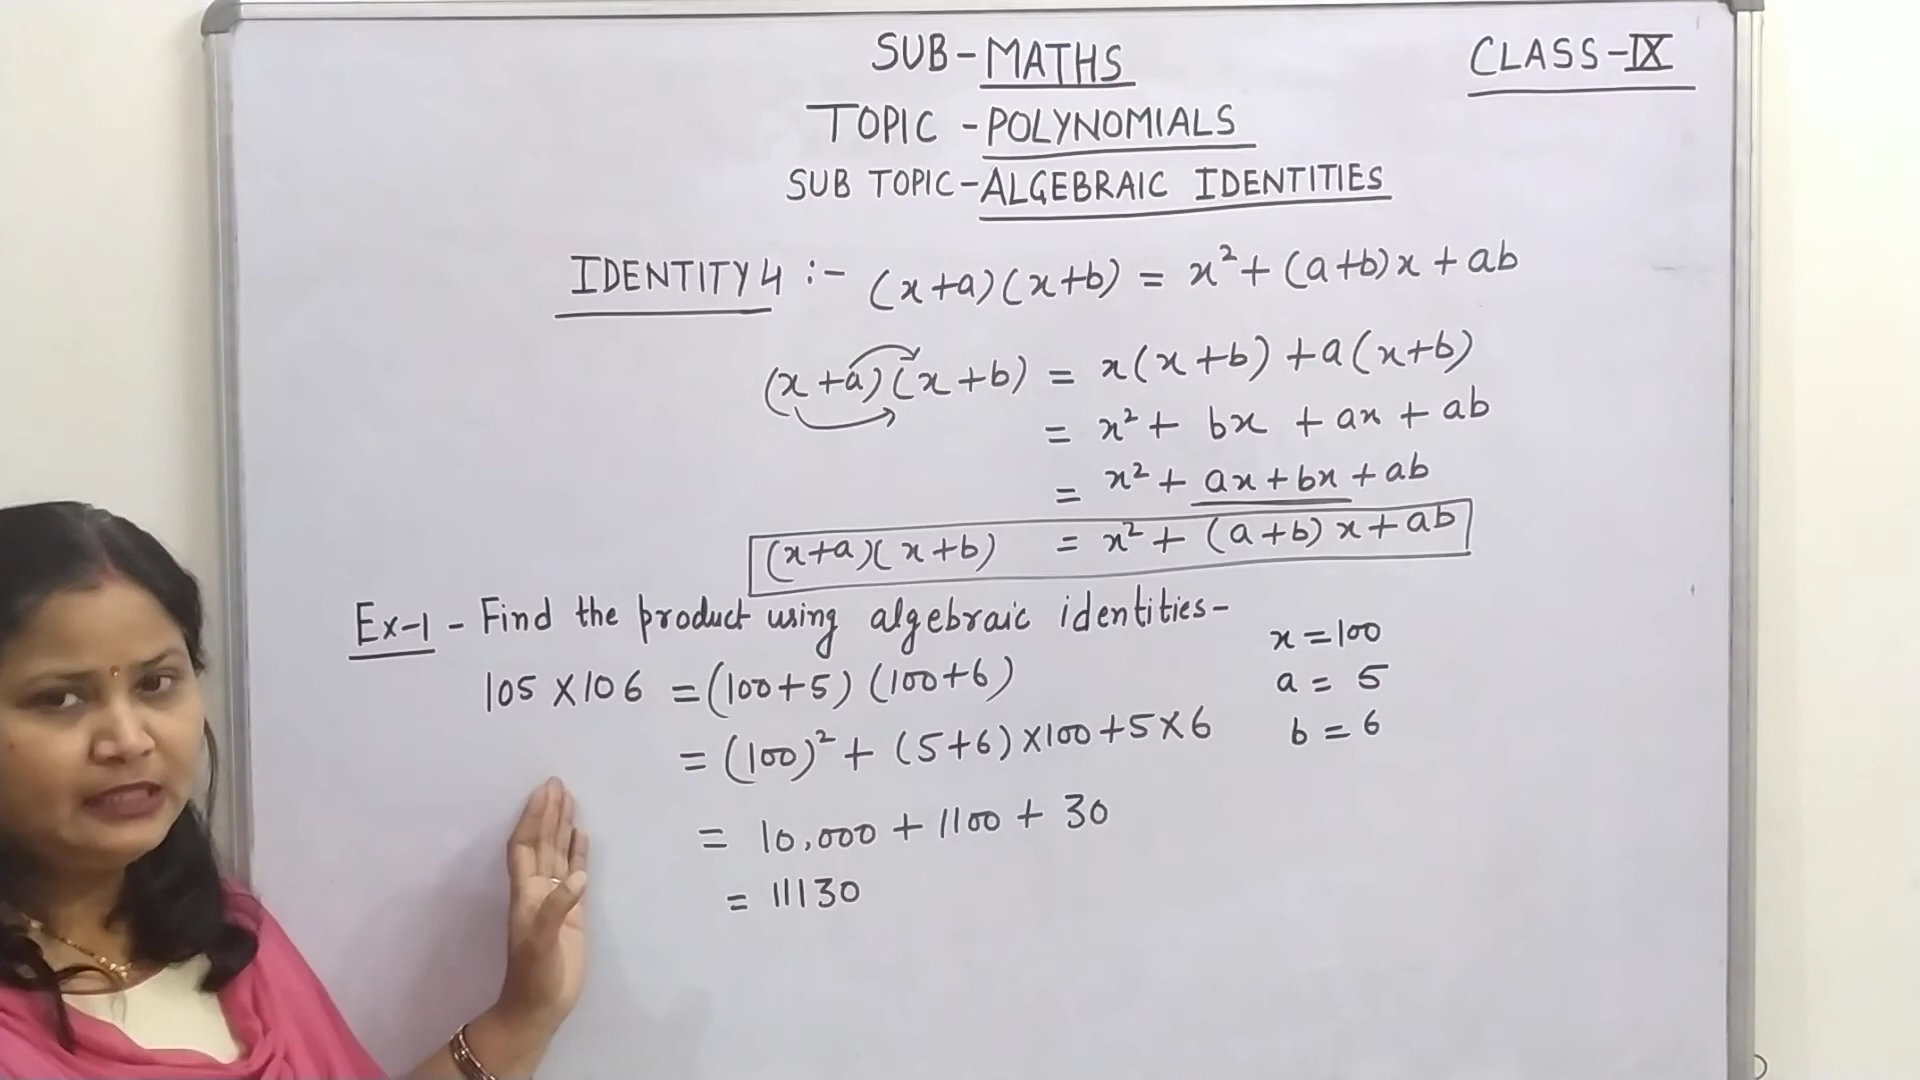 SUB-MATHS
CLASS-IX
TOPIC -POLYNOMIALS
SUB TOPIC-ALGEBRAIC IDENTITIES
IDENTITY 4 :- (x+a)(x+b) = x²+(a+b)x+ab
(x+a)(x+b) = x(x+b)+a(x+b)
= x²+ bx + ax + ab
= x² + ax+bx+ab
(x+a)(x+b) = x²+ (a+b) x+ab
Ex-1 - Find the product using algebraic identities-
105 X 106 = (100+5) (100+6)
= (100)² + (5+6)×100+5×6
= 10,000 + 1100 + 30
= 11130
x = 100
a = 5
b = 6